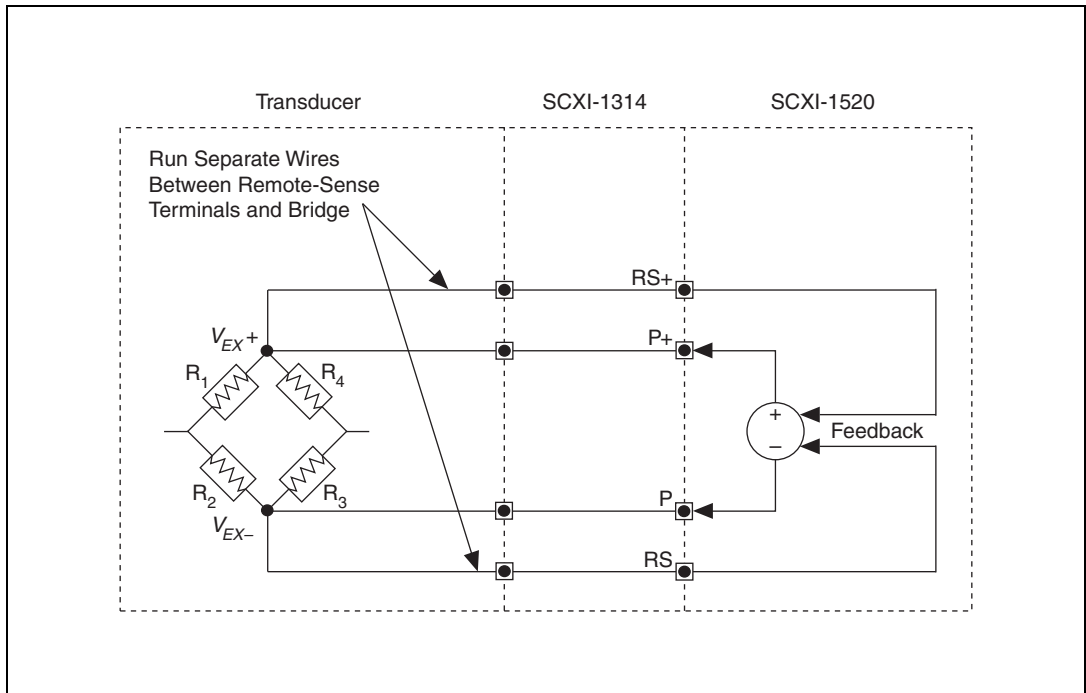 Transducer
SCXI-1314
SCXI-1520
Run Separate Wires
Between Remote-Sense
Terminals and Bridge
RS+
VEX+
P+
R1
R4
+
–
Feedback
R2
R3
P
VEX–
RS